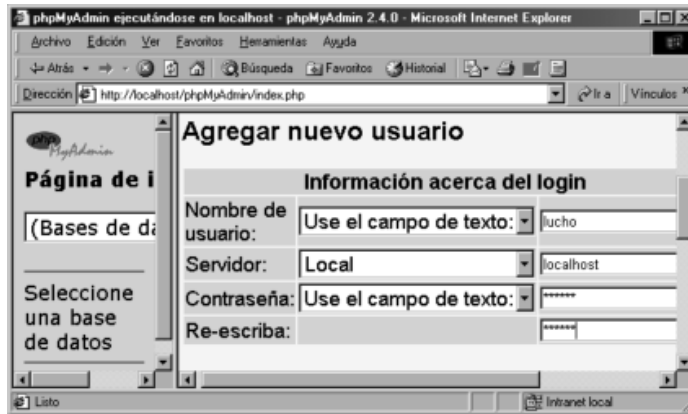 phpMyAdmin ejecutándose en localhost - phpMyAdmin 2.4.0 - Microsoft Internet Explorer
Archivo Edición Ver Favoritos Herramientas Ayuda
Atrás Búsqueda Favoritos Historial
Dirección http://localhost/phpMyAdmin/index.php Ir a Vínculos »
php
MyAdmin
Página de i
(Bases de da
Seleccione
una base
de datos
Agregar nuevo usuario
Información acerca del login
Nombre de
usuario: Use el campo de texto: lucho
Servidor: Local localhost
Contraseña: Use el campo de texto: ******
Re-escriba: ******
Listo Intranet local